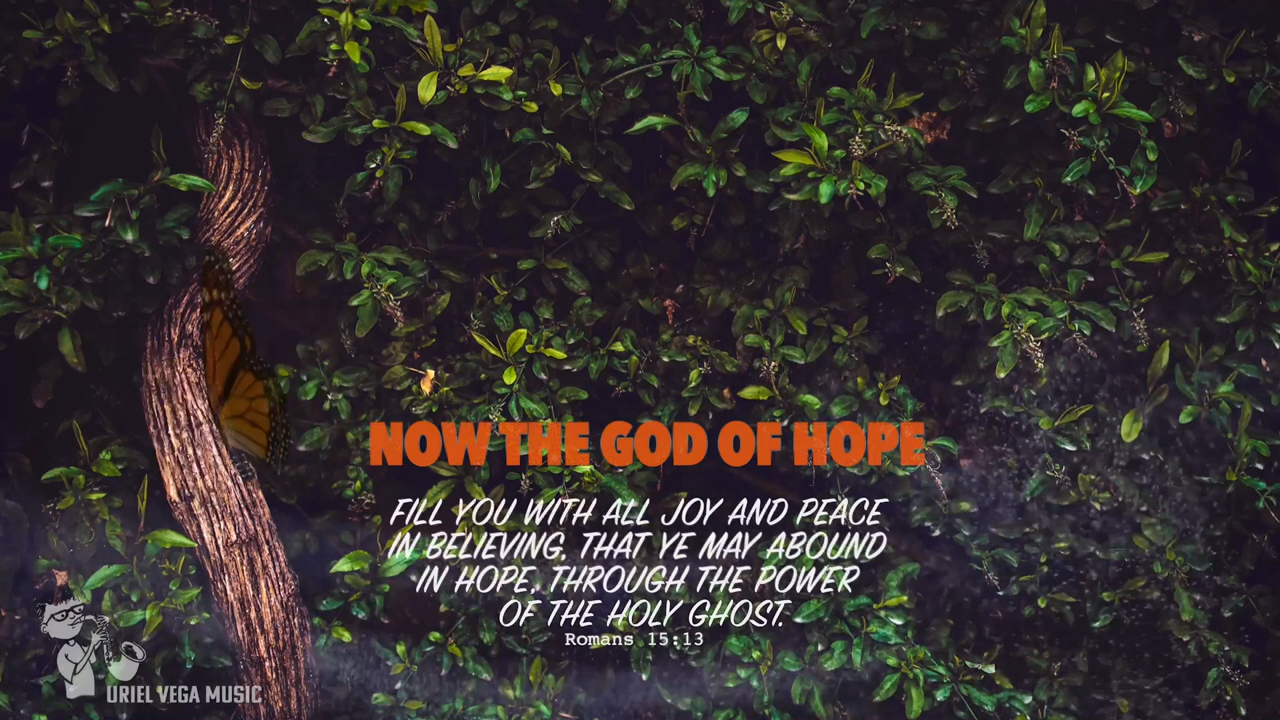 NOW THE GOD OF HOPE
FILL YOU WITH ALL JOY AND PEACE
IN BELIEVING, THAT YE MAY ABOUND
IN HOPE, THROUGH THE POWER
OF THE HOLY GHOST.
Romans 15:13
URIEL VEGA MUSIC